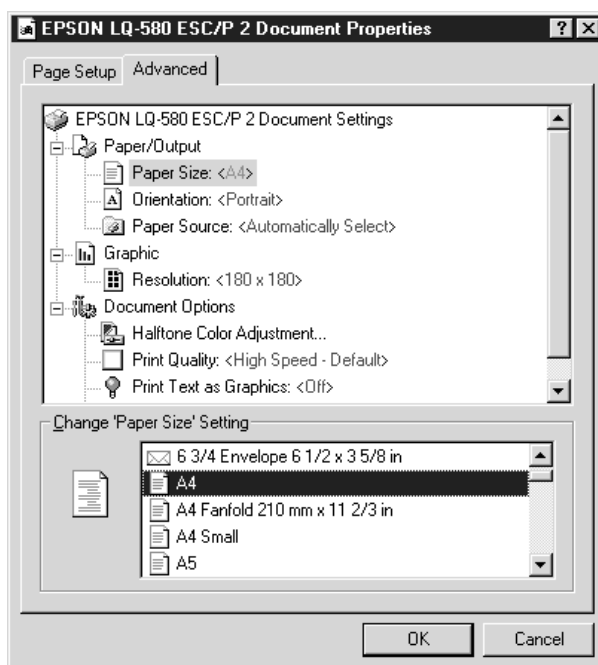 EPSON LQ-580 ESC/P 2 Document Properties
Page Setup Advanced
EPSON LQ-580 ESC/P 2 Document Settings
Paper/Output
Paper Size: <A4>
Orientation: <Portrait>
Paper Source: <Automatically Select>
Graphic
Resolution: <180 x 180>
Document Options
Halftone Color Adjustment...
Print Quality: <High Speed - Default>
Print Text as Graphics: <Off>
Change 'Paper Size' Setting
6 3/4 Envelope 6 1/2 x 3 5/8 in
A4
A4 Fanfold 210 mm x 11 2/3 in
A4 Small
A5
OK Cancel